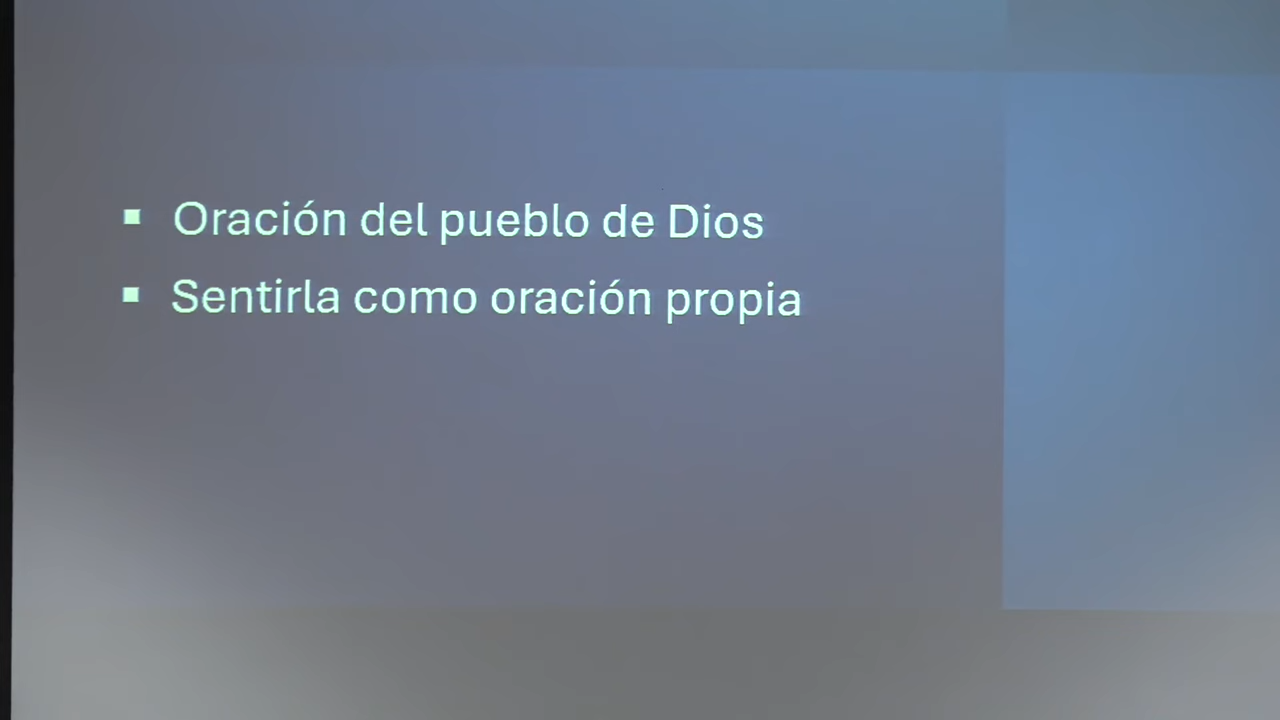 ▪ Oración del pueblo de Dios
▪ Sentirla como oración propia